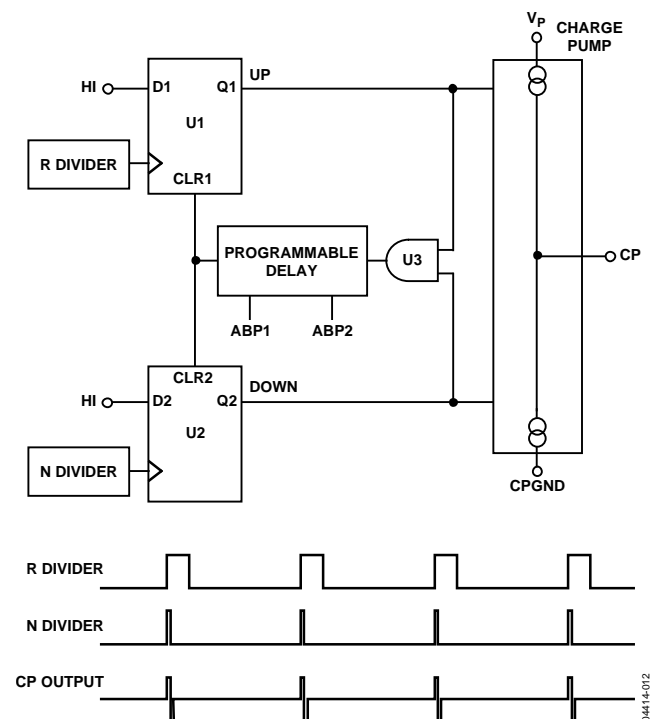 VP
CHARGE
PUMP
HI
D1
Q1
UP
U1
R DIVIDER
CLR1
PROGRAMMABLE
DELAY
U3
CP
ABP1
ABP2
CLR2
HI
D2
Q2
DOWN
U2
N DIVIDER
CPGND
R DIVIDER
N DIVIDER
CP OUTPUT